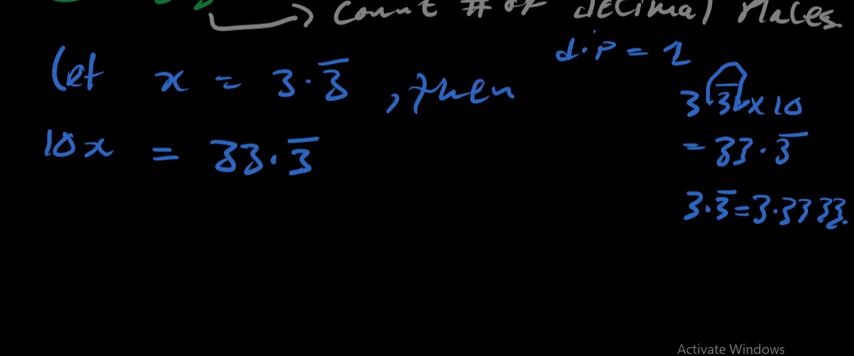 count # of decimal places
let x = 3.3̅ , then
d.p = 1
10x = 33.3̅
3.3̅ x 10
= 33.3̅
3.3̅ = 3.3333.
Activate Windows